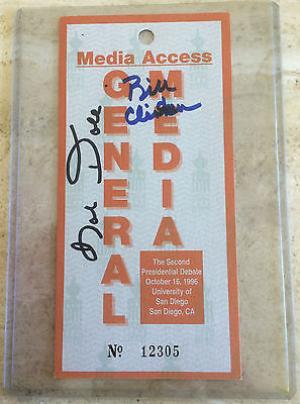 Media Access
GENERAL
MEDIA
Bill
Clinton
Bob Dole
The Second
Presidential Debate
October 16, 1996
University of
San Diego
San Diego, CA
Nº 12305